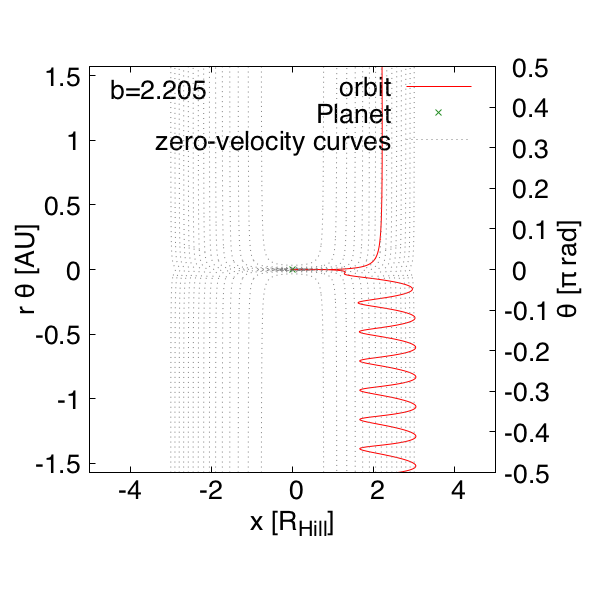 b=2.205
orbit
Planet
zero-velocity curves
1.5
1
0.5
0
-0.5
-1
-1.5
r θ [AU]
0.5
0.4
0.3
0.2
0.1
0
-0.1
-0.2
-0.3
-0.4
-0.5
θ [π rad]
-4 -2 0 2 4
x [R_Hill]